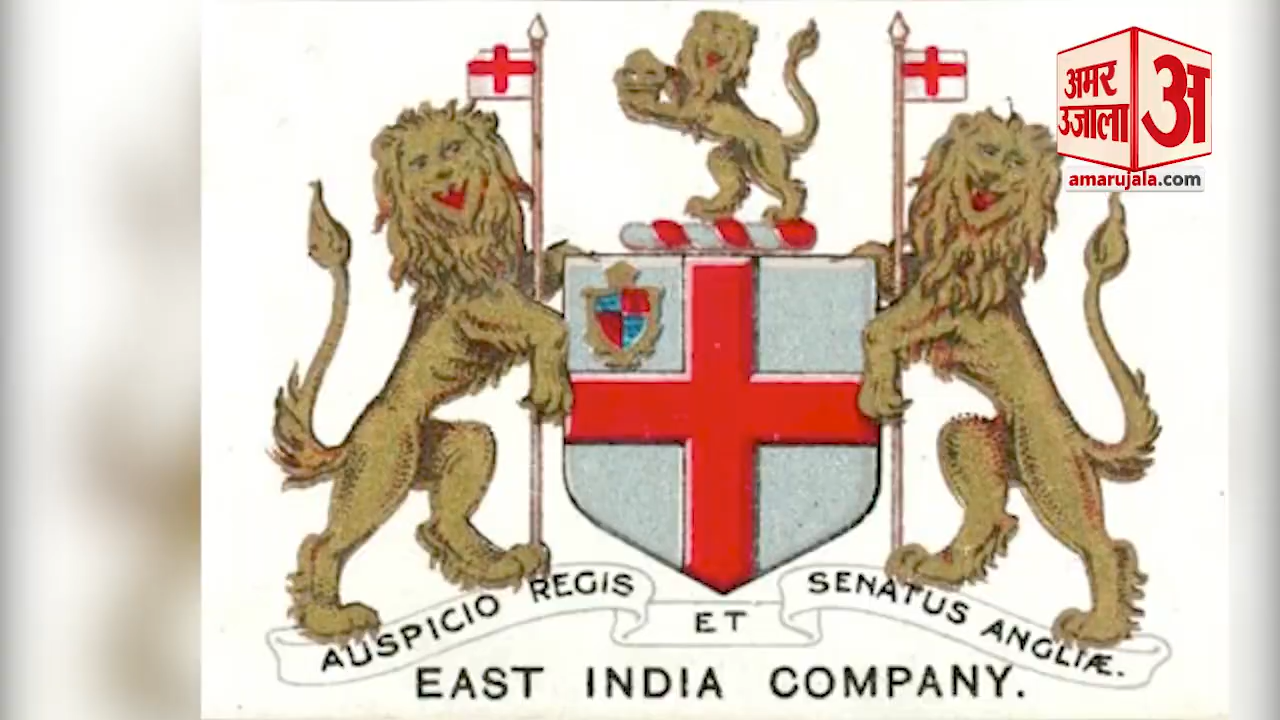 अमर
उजाला
अ
amarujala.com
AUSPICIO REGIS ET SENATUS ANGLIÆ.
EAST INDIA COMPANY.